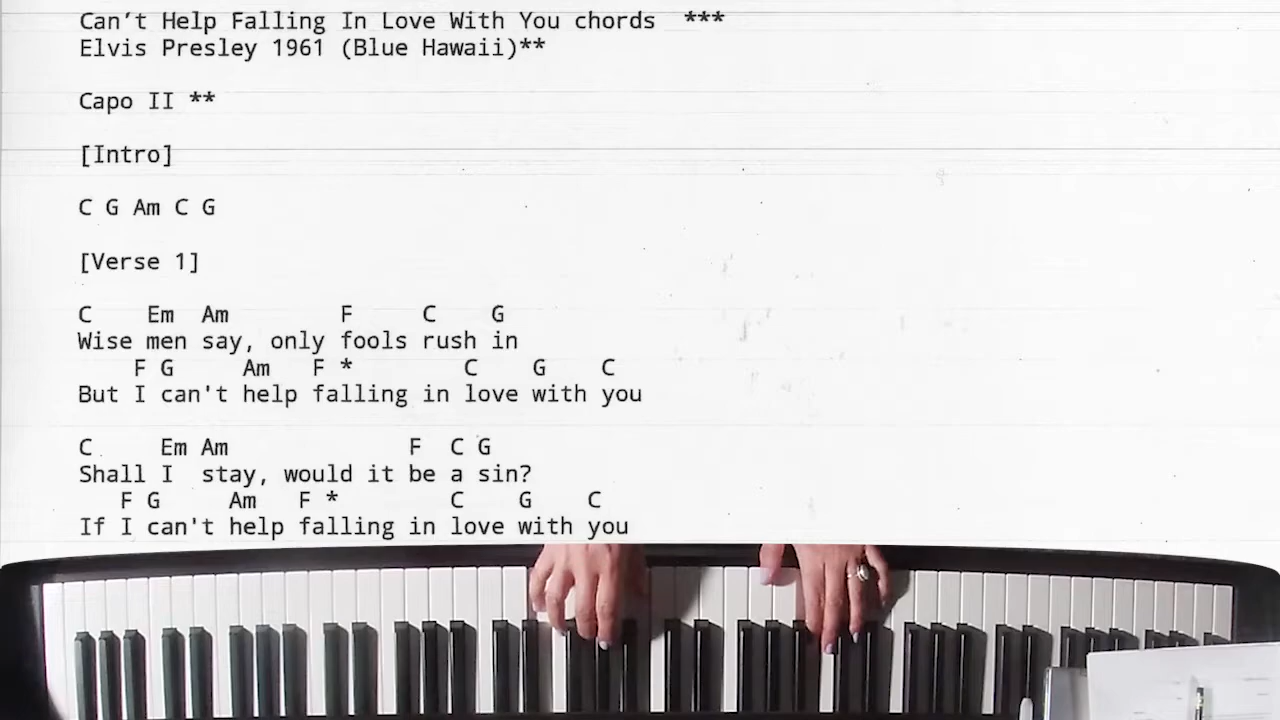 Can’t Help Falling In Love With You chords  ***
Elvis Presley 1961 (Blue Hawaii)**
Capo II **
[Intro]
C G Am C G
[Verse 1]
C    Em  Am        F     C    G
Wise men say, only fools rush in
    F G     Am   F *        C    G    C
But I can't help falling in love with you
C     Em Am             F  C G
Shall I  stay, would it be a sin?
   F G     Am   F *        C    G    C
If I can't help falling in love with you